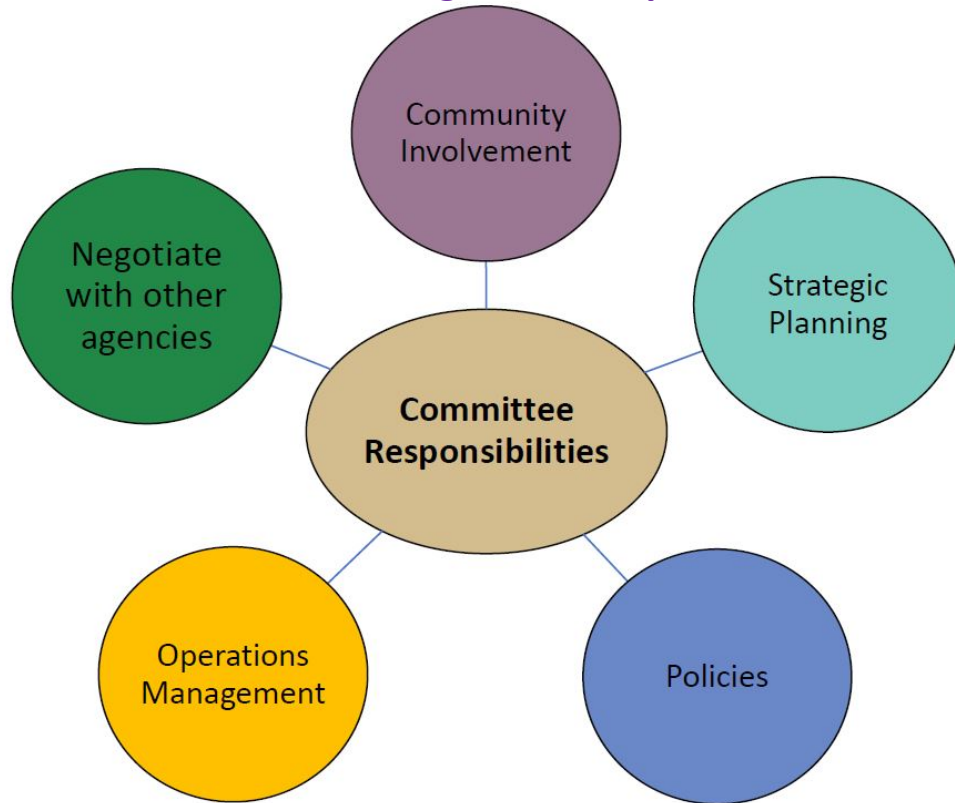 Community
Involvement
Negotiate
with other
agencies
Strategic
Planning
Committee
Responsibilities
Operations
Management
Policies